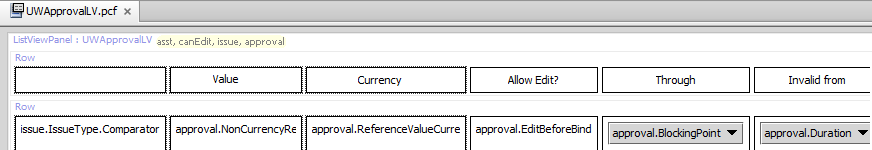 UWApprovalLV.pcf
ListViewPanel : UWApprovalLV asst, canEdit, issue, approval
Row
Value Currency Allow Edit? Through Invalid from
Row
issue.IssueType.Comparator approval.NonCurrencyRe approval.ReferenceValueCurre approval.EditBeforeBind approval.BlockingPoint approval.Duration